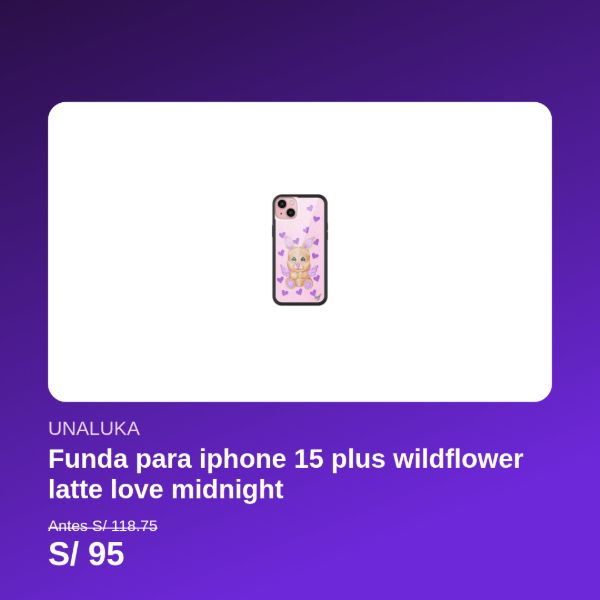 UNALUKA
Funda para iphone 15 plus wildflower
latte love midnight
Antes S/ 118.75
S/ 95